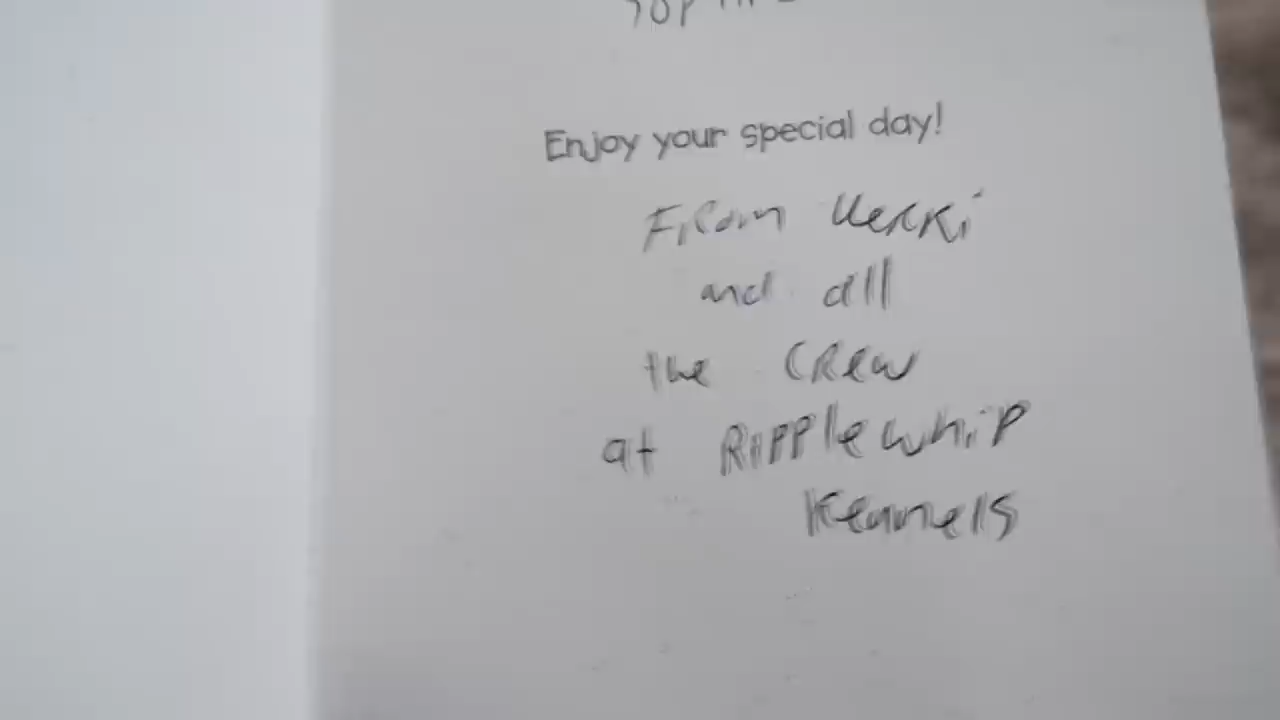 Enjoy your special day!
From
and all
the CREW
at RipplewhiP
Kennels